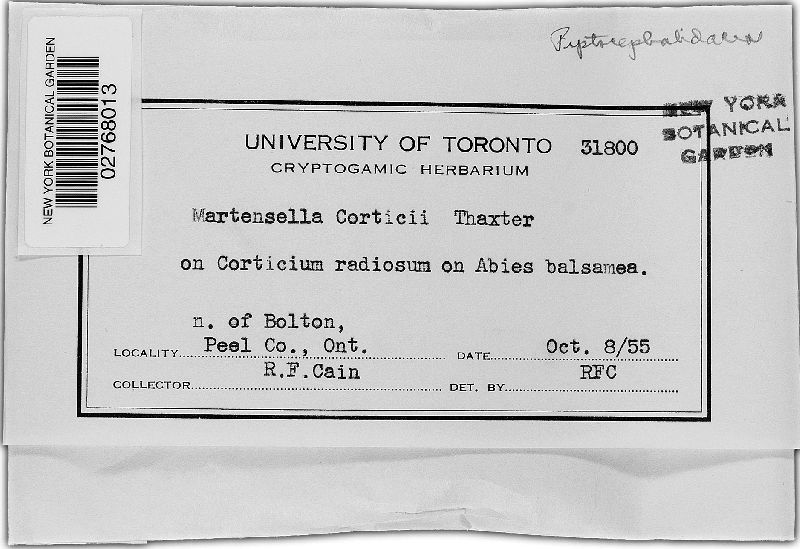 Piptocephalidaceae
NEW YORK BOTANICAL GARDEN
02768013
NEW YORK
BOTANICAL
GARDEN
UNIVERSITY OF TORONTO 31800
CRYPTOGAMIC HERBARIUM
Martensella Corticii Thaxter
on Corticium radiosum on Abies balsamea.
n. of Bolton,
LOCALITY Peel Co., Ont. DATE Oct. 8/55
COLLECTOR R.F.Cain DET. BY RFC